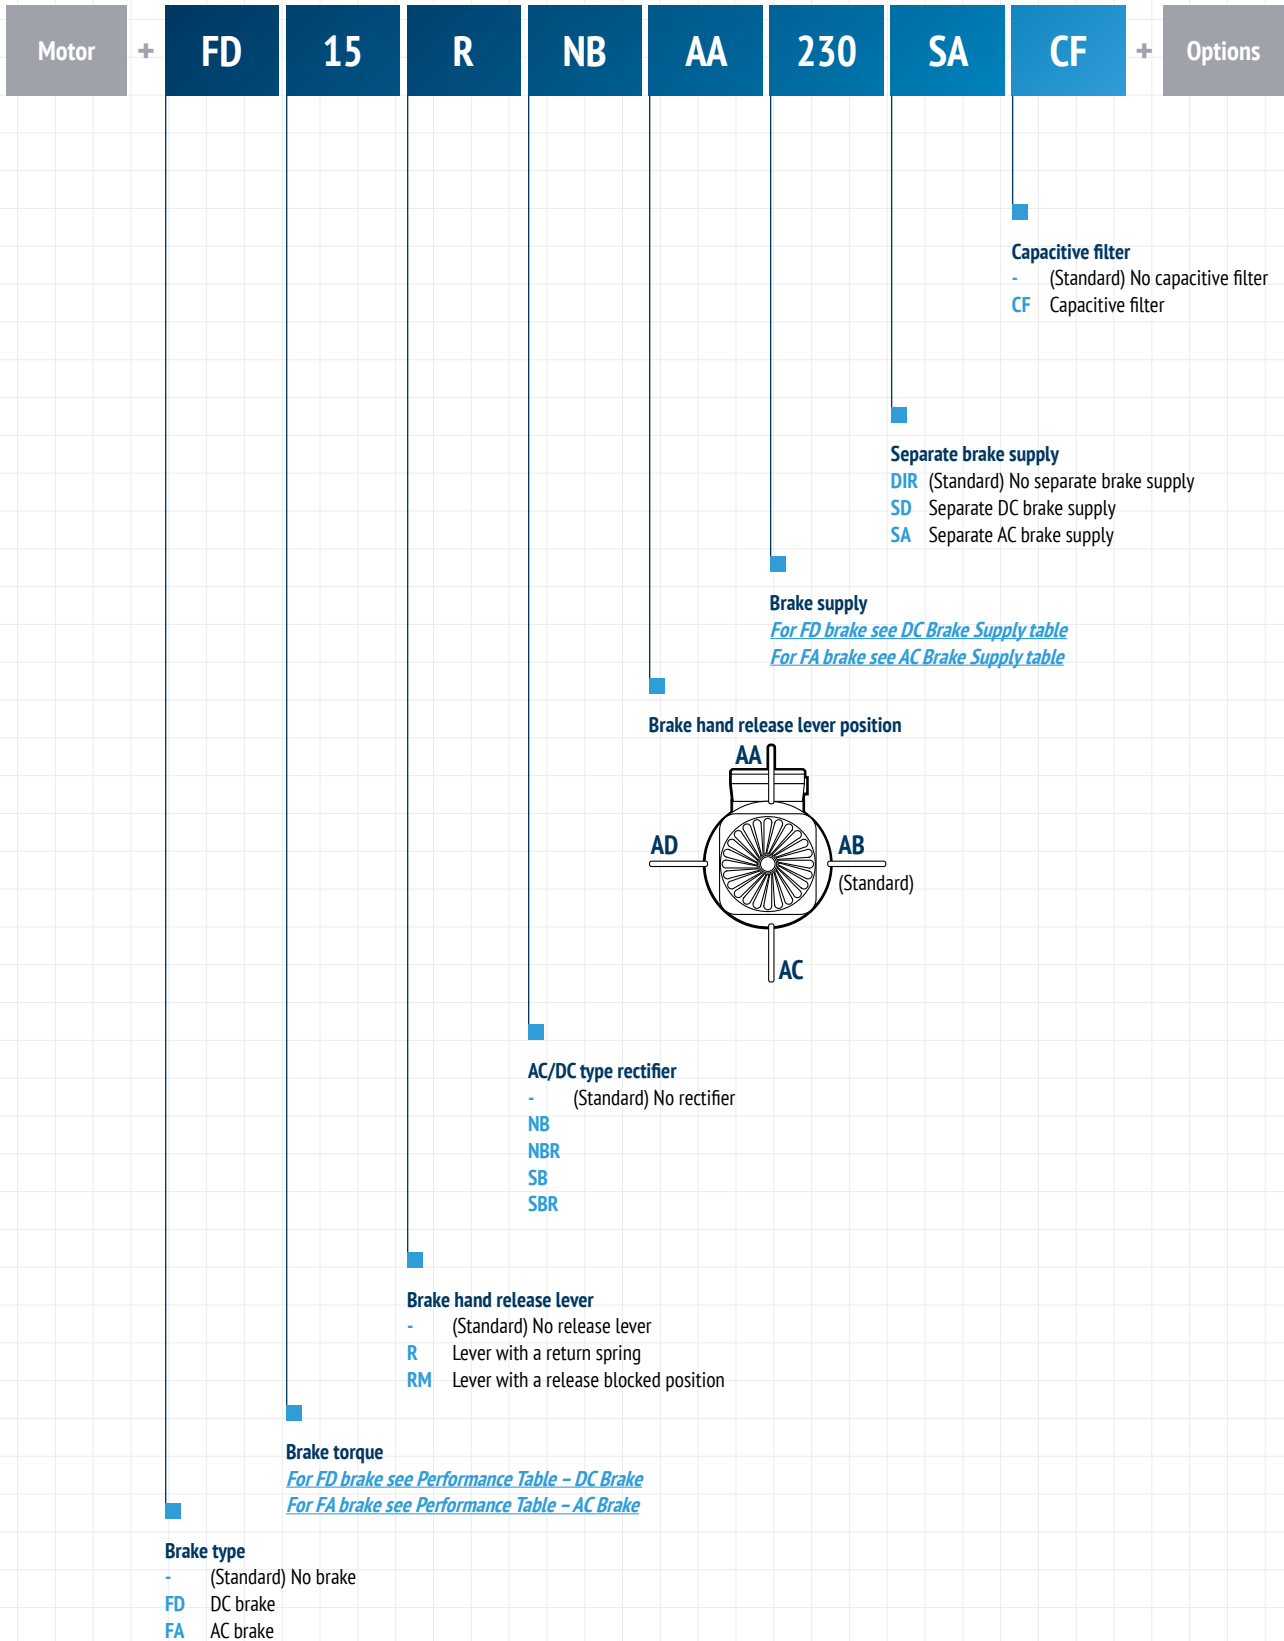 Motor + FD 15 R NB AA 230 SA CF + Options
Capacitive filter
- (Standard) No capacitive filter
CF Capacitive filter
Separate brake supply
DIR (Standard) No separate brake supply
SD Separate DC brake supply
SA Separate AC brake supply
Brake supply
For FD brake see DC Brake Supply table
For FA brake see AC Brake Supply table
Brake hand release lever position
AA
AD
AB
(Standard)
AC
AC/DC type rectifier
- (Standard) No rectifier
NB
NBR
SB
SBR
Brake hand release lever
- (Standard) No release lever
R Lever with a return spring
RM Lever with a release blocked position
Brake torque
For FD brake see Performance Table – DC Brake
For FA brake see Performance Table – AC Brake
Brake type
- (Standard) No brake
FD DC brake
FA AC brake